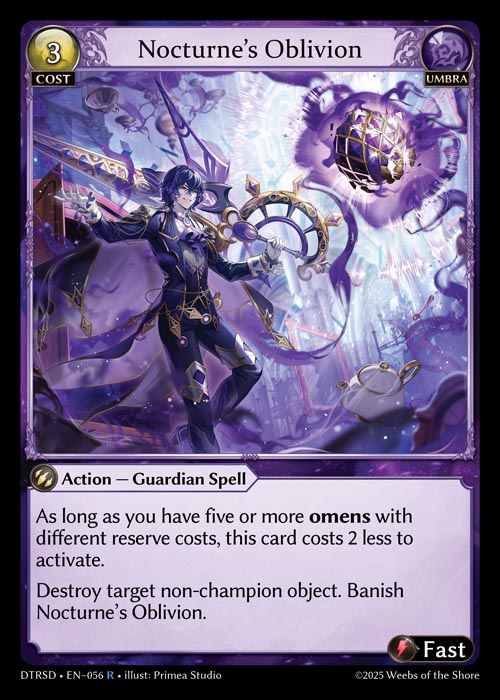 3
COST
Nocturne's Oblivion
UMBRA
Action — Guardian Spell
As long as you have five or more omens with
different reserve costs, this card costs 2 less to
activate.
Destroy target non-champion object. Banish
Nocturne's Oblivion.
Fast
DTRSD • EN–056 R • illust: Primea Studio
©2025 Weebs of the Shore